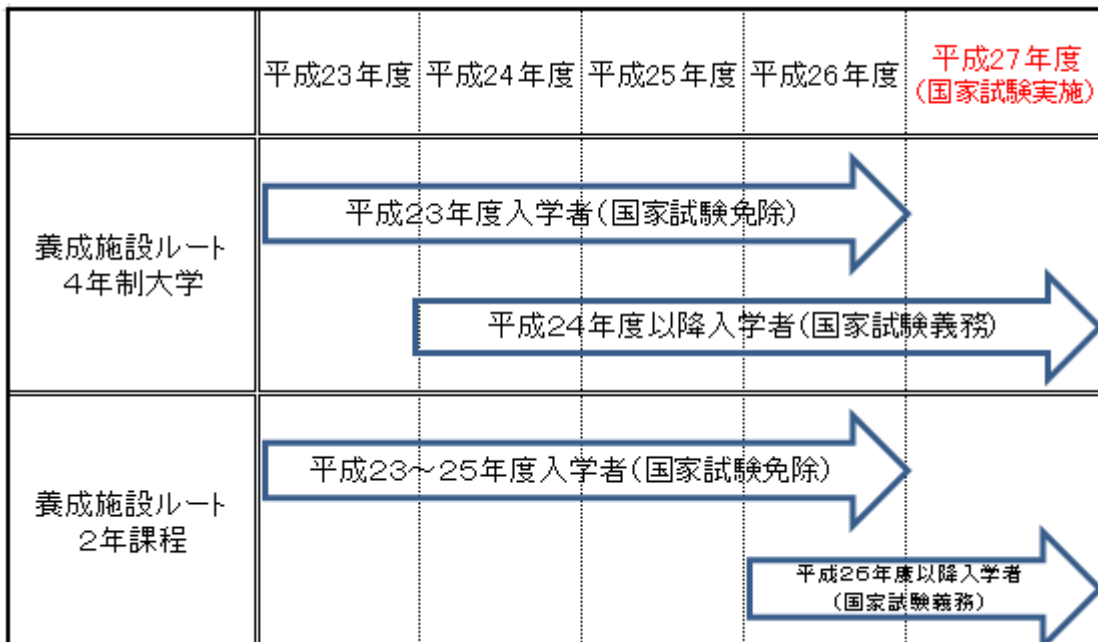 平成23年度
平成24年度
平成25年度
平成26年度
平成27年度
(国家試験実施)
養成施設ルート
4年制大学
平成23年度入学者(国家試験免除)
平成24年度以降入学者(国家試験義務)
養成施設ルート
2年課程
平成23～25年度入学者(国家試験免除)
平成26年度以降入学者
(国家試験義務)